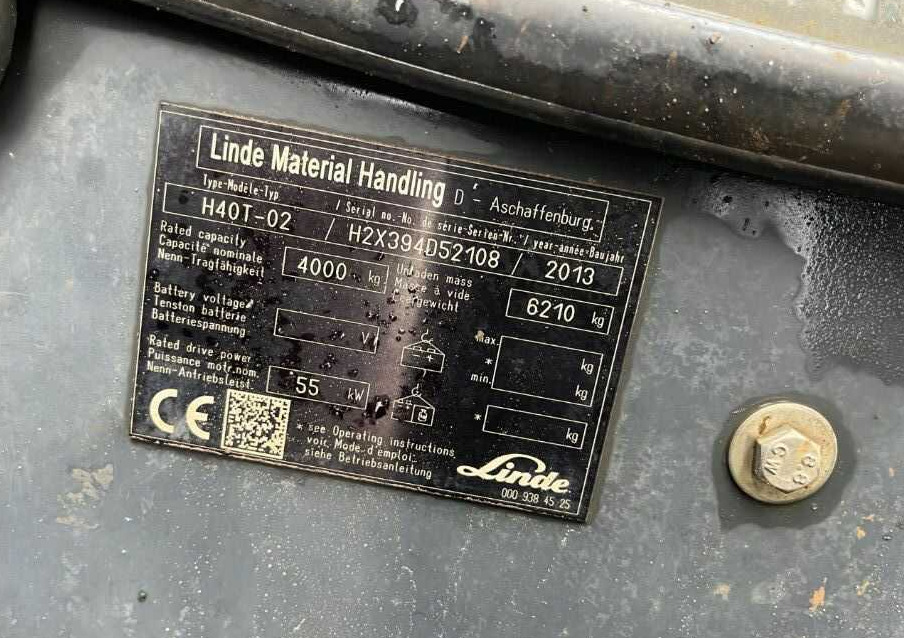 Linde Material Handling D - Aschaffenburg.
Type-Modèle-Typ / Serial no.-No. de série-Serien-Nr. / year-année-Baujahr
H40T-02 / H2X394D52108 / 2013
Rated capacity
Capacité nominale
Nenn-Tragfähigkeit
4000 kg
Unladen mass
Masse à vide
Leergewicht
6210 kg
Battery voltage
Tension batterie
Batteriespannung
V
max. kg
*
min. kg
Rated drive power
Puissance motr.nom.
Nenn-Antriebsleist.
55 kW
* kg
CE
* see Operating instructions
voir Mode d'emploi
siehe Betriebsanleitung
Linde
000 938 45 25
8.8
CW